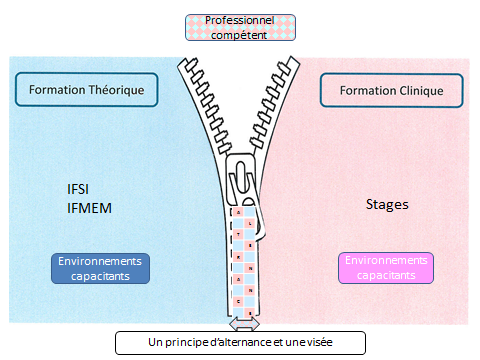 Professionnel
compétent
Formation Théorique
Formation Clinique
IFSI
IFMEM
Stages
Environnements
capacitants
Environnements
capacitants
A
L
T
E
R
N
A
N
C
E
Un principe d'alternance et une visée